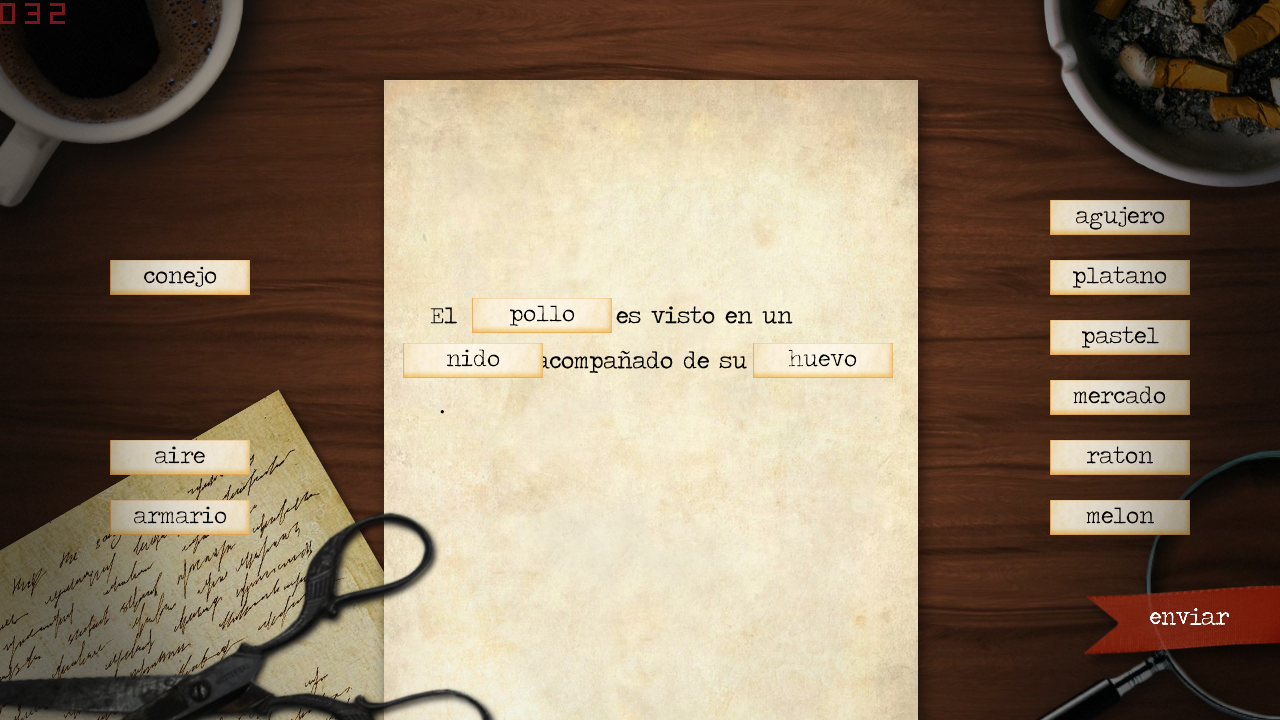 032
agujero
conejo
platano
El pollo es visto en un
pastel
nido acompañado de su huevo
.
mercado
aire
raton
armario
melon
enviar